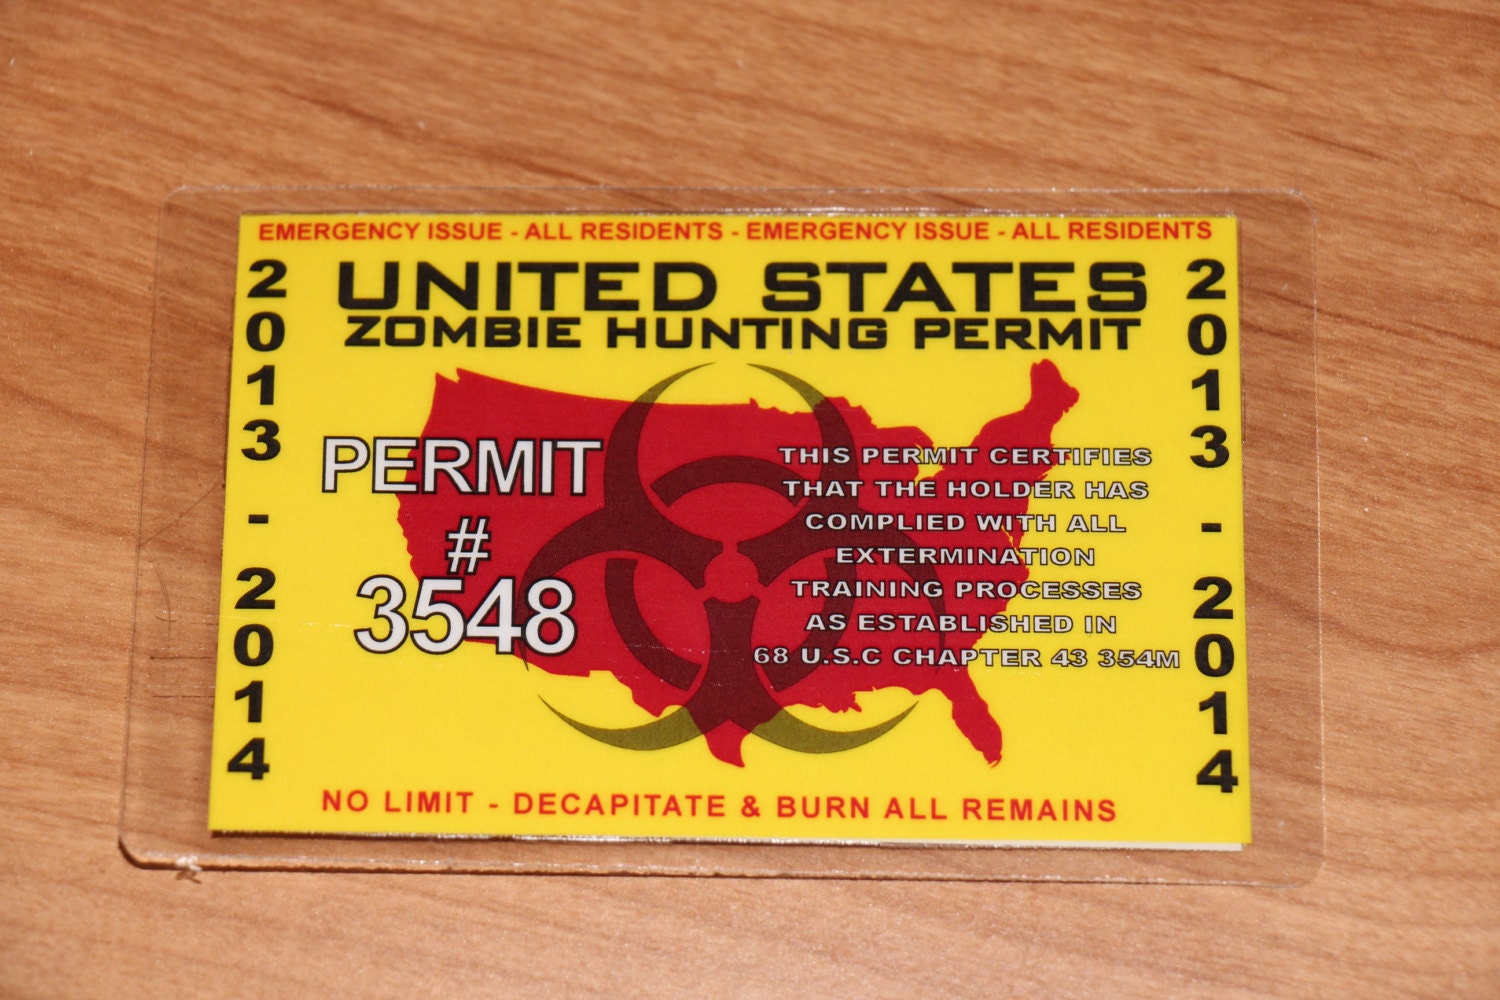 EMERGENCY ISSUE - ALL RESIDENTS - EMERGENCY ISSUE - ALL RESIDENTS
UNITED STATES
ZOMBIE HUNTING PERMIT
2013 - 2014
PERMIT
#
3548
THIS PERMIT CERTIFIES
THAT THE HOLDER HAS
COMPLIED WITH ALL
EXTERMINATION
TRAINING PROCESSES
AS ESTABLISHED IN
68 U.S.C CHAPTER 43 354M
2013 - 2014
NO LIMIT - DECAPITATE & BURN ALL REMAINS